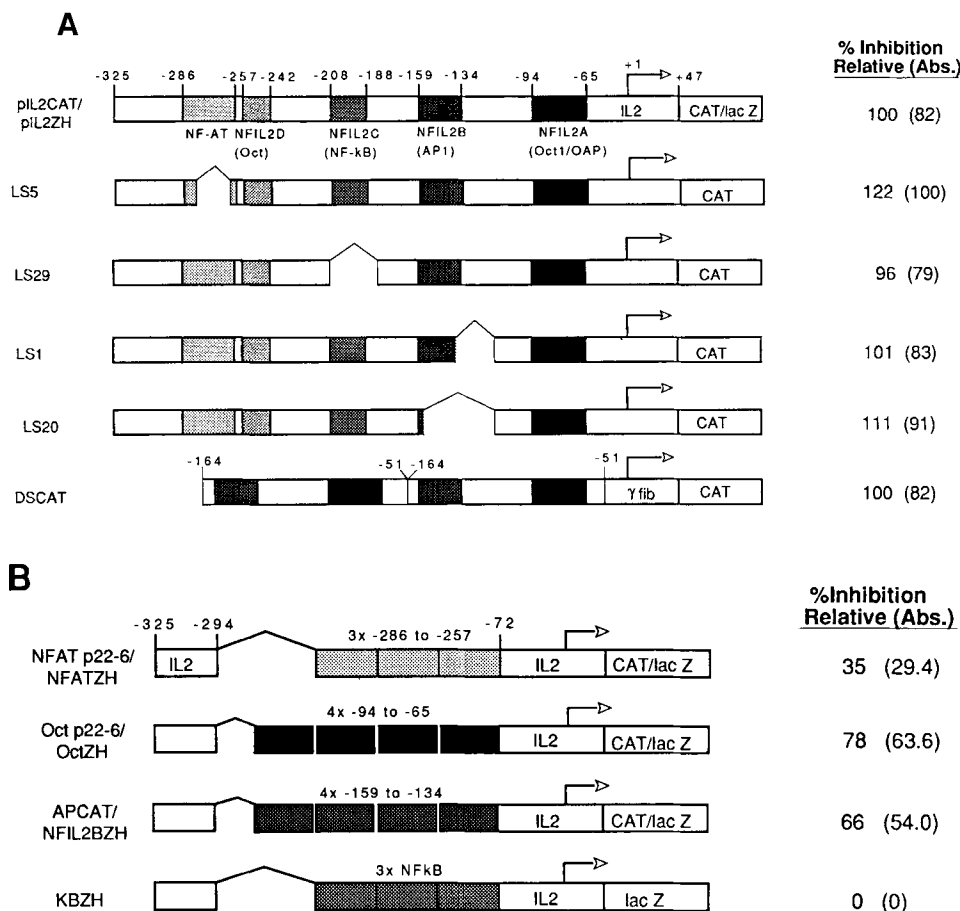 A
% Inhibition
Relative (Abs.)
-325 -286 -257 -242 -208 -188 -159 -134 -94 -65 +1 +47
pIL2CAT/
pIL2ZH
IL2 CAT/lac Z 100 (82)
NF-AT NFIL2D NFIL2C NFIL2B NFIL2A
(Oct) (NF-kB) (AP1) (Oct1/OAP)
LS5 CAT 122 (100)
LS29 CAT 96 (79)
LS1 CAT 101 (83)
LS20 CAT 111 (91)
-164 -51 -164 -51
DSCAT γ fib CAT 100 (82)
B
%Inhibition
Relative (Abs.)
-325 -294 3x -286 to -257 -72
NFAT p22-6/
NFATZH
IL2 IL2 CAT/lac Z 35 (29.4)
4x -94 to -65
Oct p22-6/
OctZH
IL2 CAT/lac Z 78 (63.6)
4x -159 to -134
APCAT/
NFIL2BZH
IL2 CAT/lac Z 66 (54.0)
3x NFkB
KBZH IL2 lac Z 0 (0)